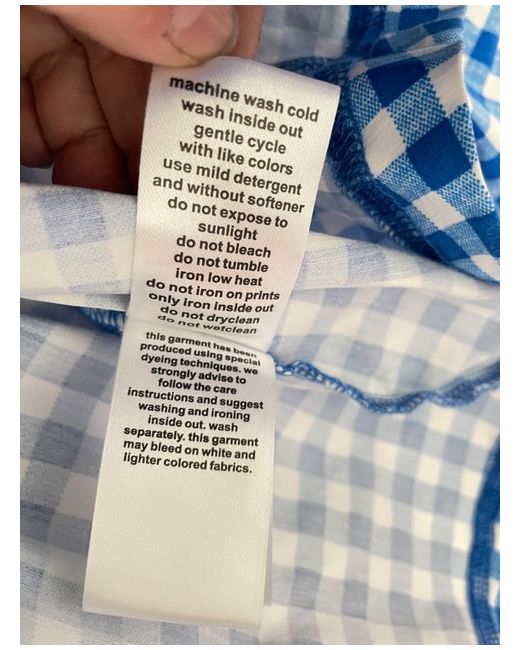 machine wash cold
wash inside out
gentle cycle
with like colors
use mild detergent
and without softener
do not expose to
sunlight
do not bleach
do not tumble
iron low heat
do not iron on prints
only iron inside out
do not dryclean
do not wetclean
this garment has been
produced using special
dyeing techniques. we
strongly advise to
follow the care
instructions and suggest
washing and ironing
inside out. wash
separately. this garment
may bleed on white and
lighter colored fabrics.